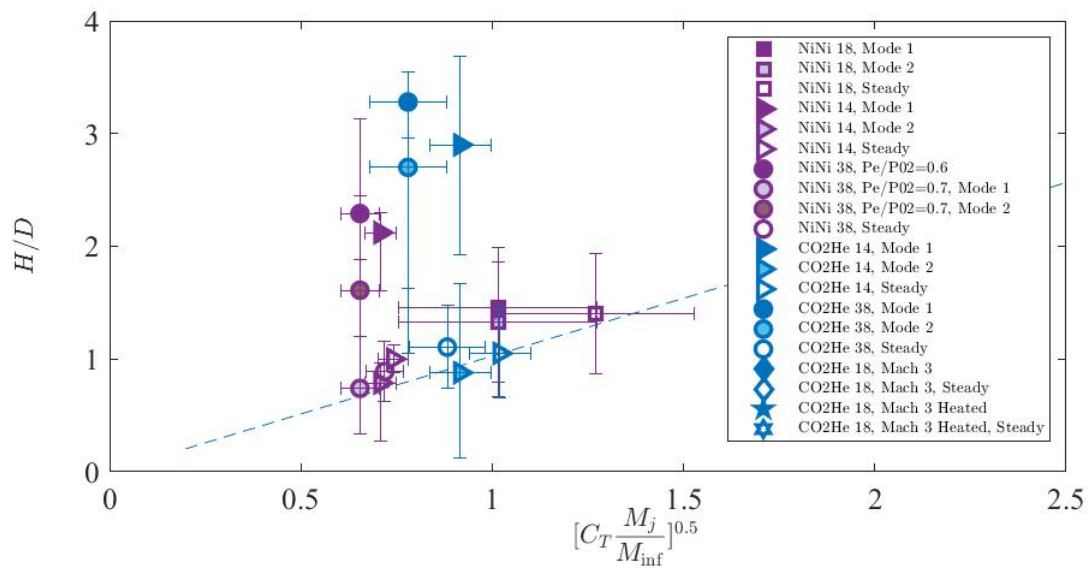 4
3
2
1
0
H/D
0
0.5
1
1.5
2
2.5
[C_T M_j/M_inf]^0.5
NiNi 18, Mode 1
NiNi 18, Mode 2
NiNi 18, Steady
NiNi 14, Mode 1
NiNi 14, Mode 2
NiNi 14, Steady
NiNi 38, Pe/P02=0.6
NiNi 38, Pe/P02=0.7, Mode 1
NiNi 38, Pe/P02=0.7, Mode 2
NiNi 38, Steady
CO2He 14, Mode 1
CO2He 14, Mode 2
CO2He 14, Steady
CO2He 38, Mode 1
CO2He 38, Mode 2
CO2He 38, Steady
CO2He 18, Mach 3
CO2He 18, Mach 3, Steady
CO2He 18, Mach 3 Heated
CO2He 18, Mach 3 Heated, Steady